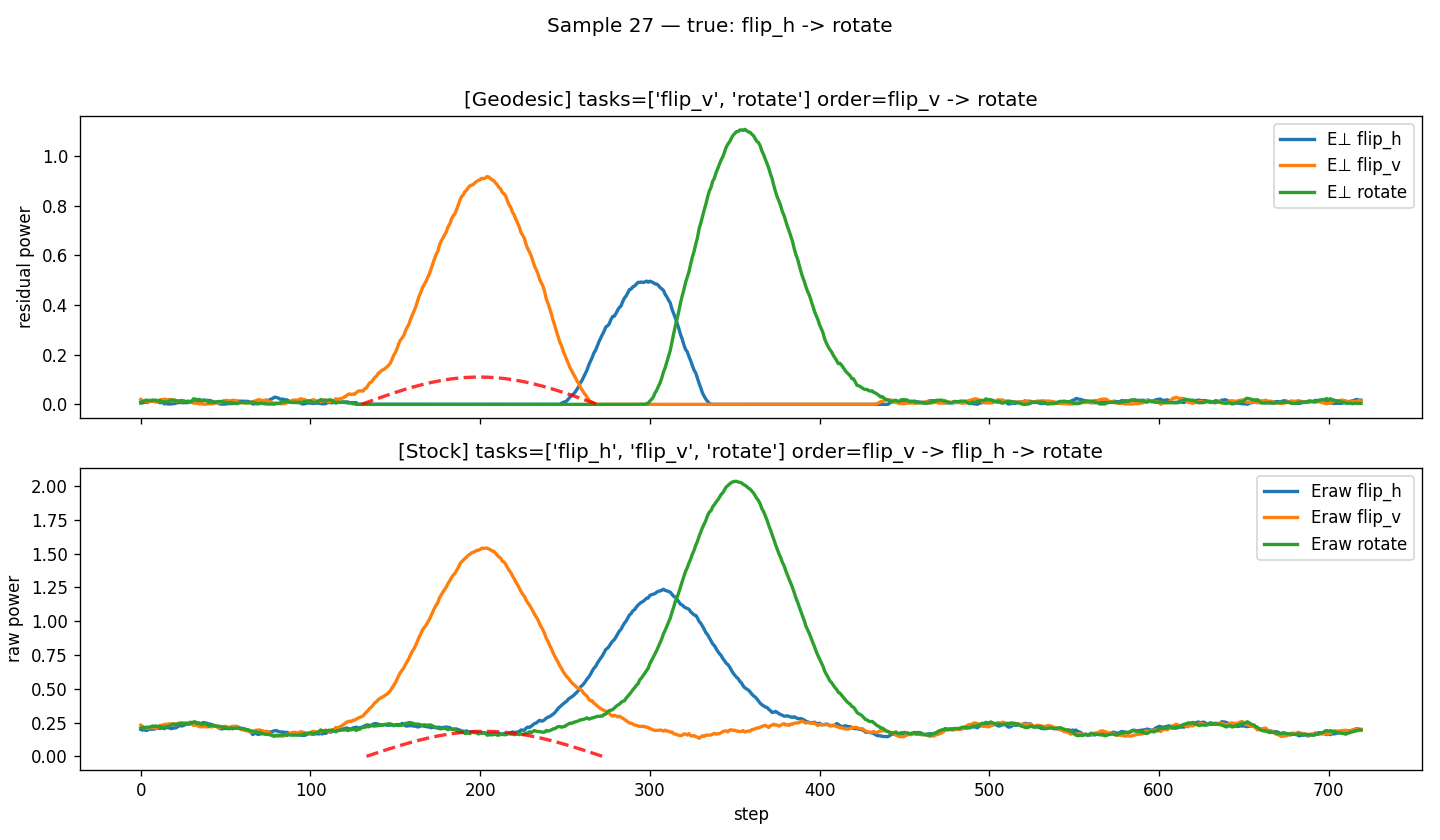 Sample 27 — true: flip_h -> rotate
[Geodesic] tasks=['flip_v', 'rotate'] order=flip_v -> rotate
residual power
1.0
0.8
0.6
0.4
0.2
0.0
E⊥ flip_h
E⊥ flip_v
E⊥ rotate
[Stock] tasks=['flip_h', 'flip_v', 'rotate'] order=flip_v -> flip_h -> rotate
raw power
2.00
1.75
1.50
1.25
1.00
0.75
0.50
0.25
0.00
Eraw flip_h
Eraw flip_v
Eraw rotate
0 100 200 300 400 500 600 700
step